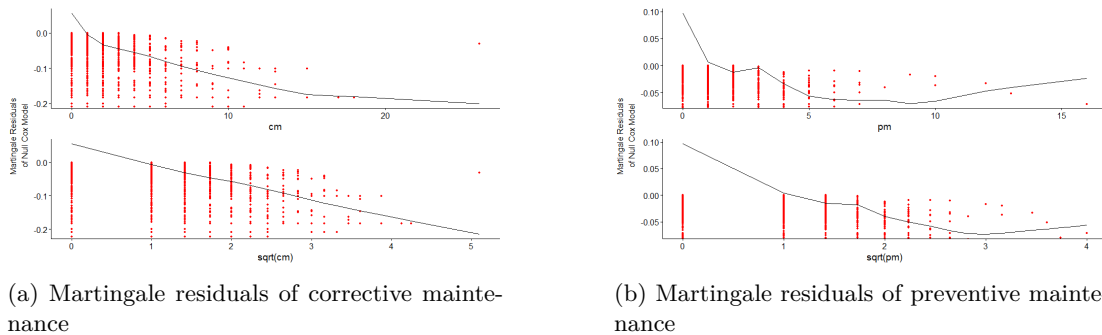 Martingale Residuals
of Null Cox Model
0.0
-0.1
-0.2
0
10
20
cm
0.0
-0.1
-0.2
0
1
2
3
4
5
sqrt(cm)
(a) Martingale residuals of corrective mainte-
nance
Martingale Residuals
of Null Cox Model
0.10
0.05
0.00
-0.05
0
5
10
15
pm
0.10
0.05
0.00
-0.05
0
1
2
3
4
sqrt(pm)
(b) Martingale residuals of preventive mainte
nance